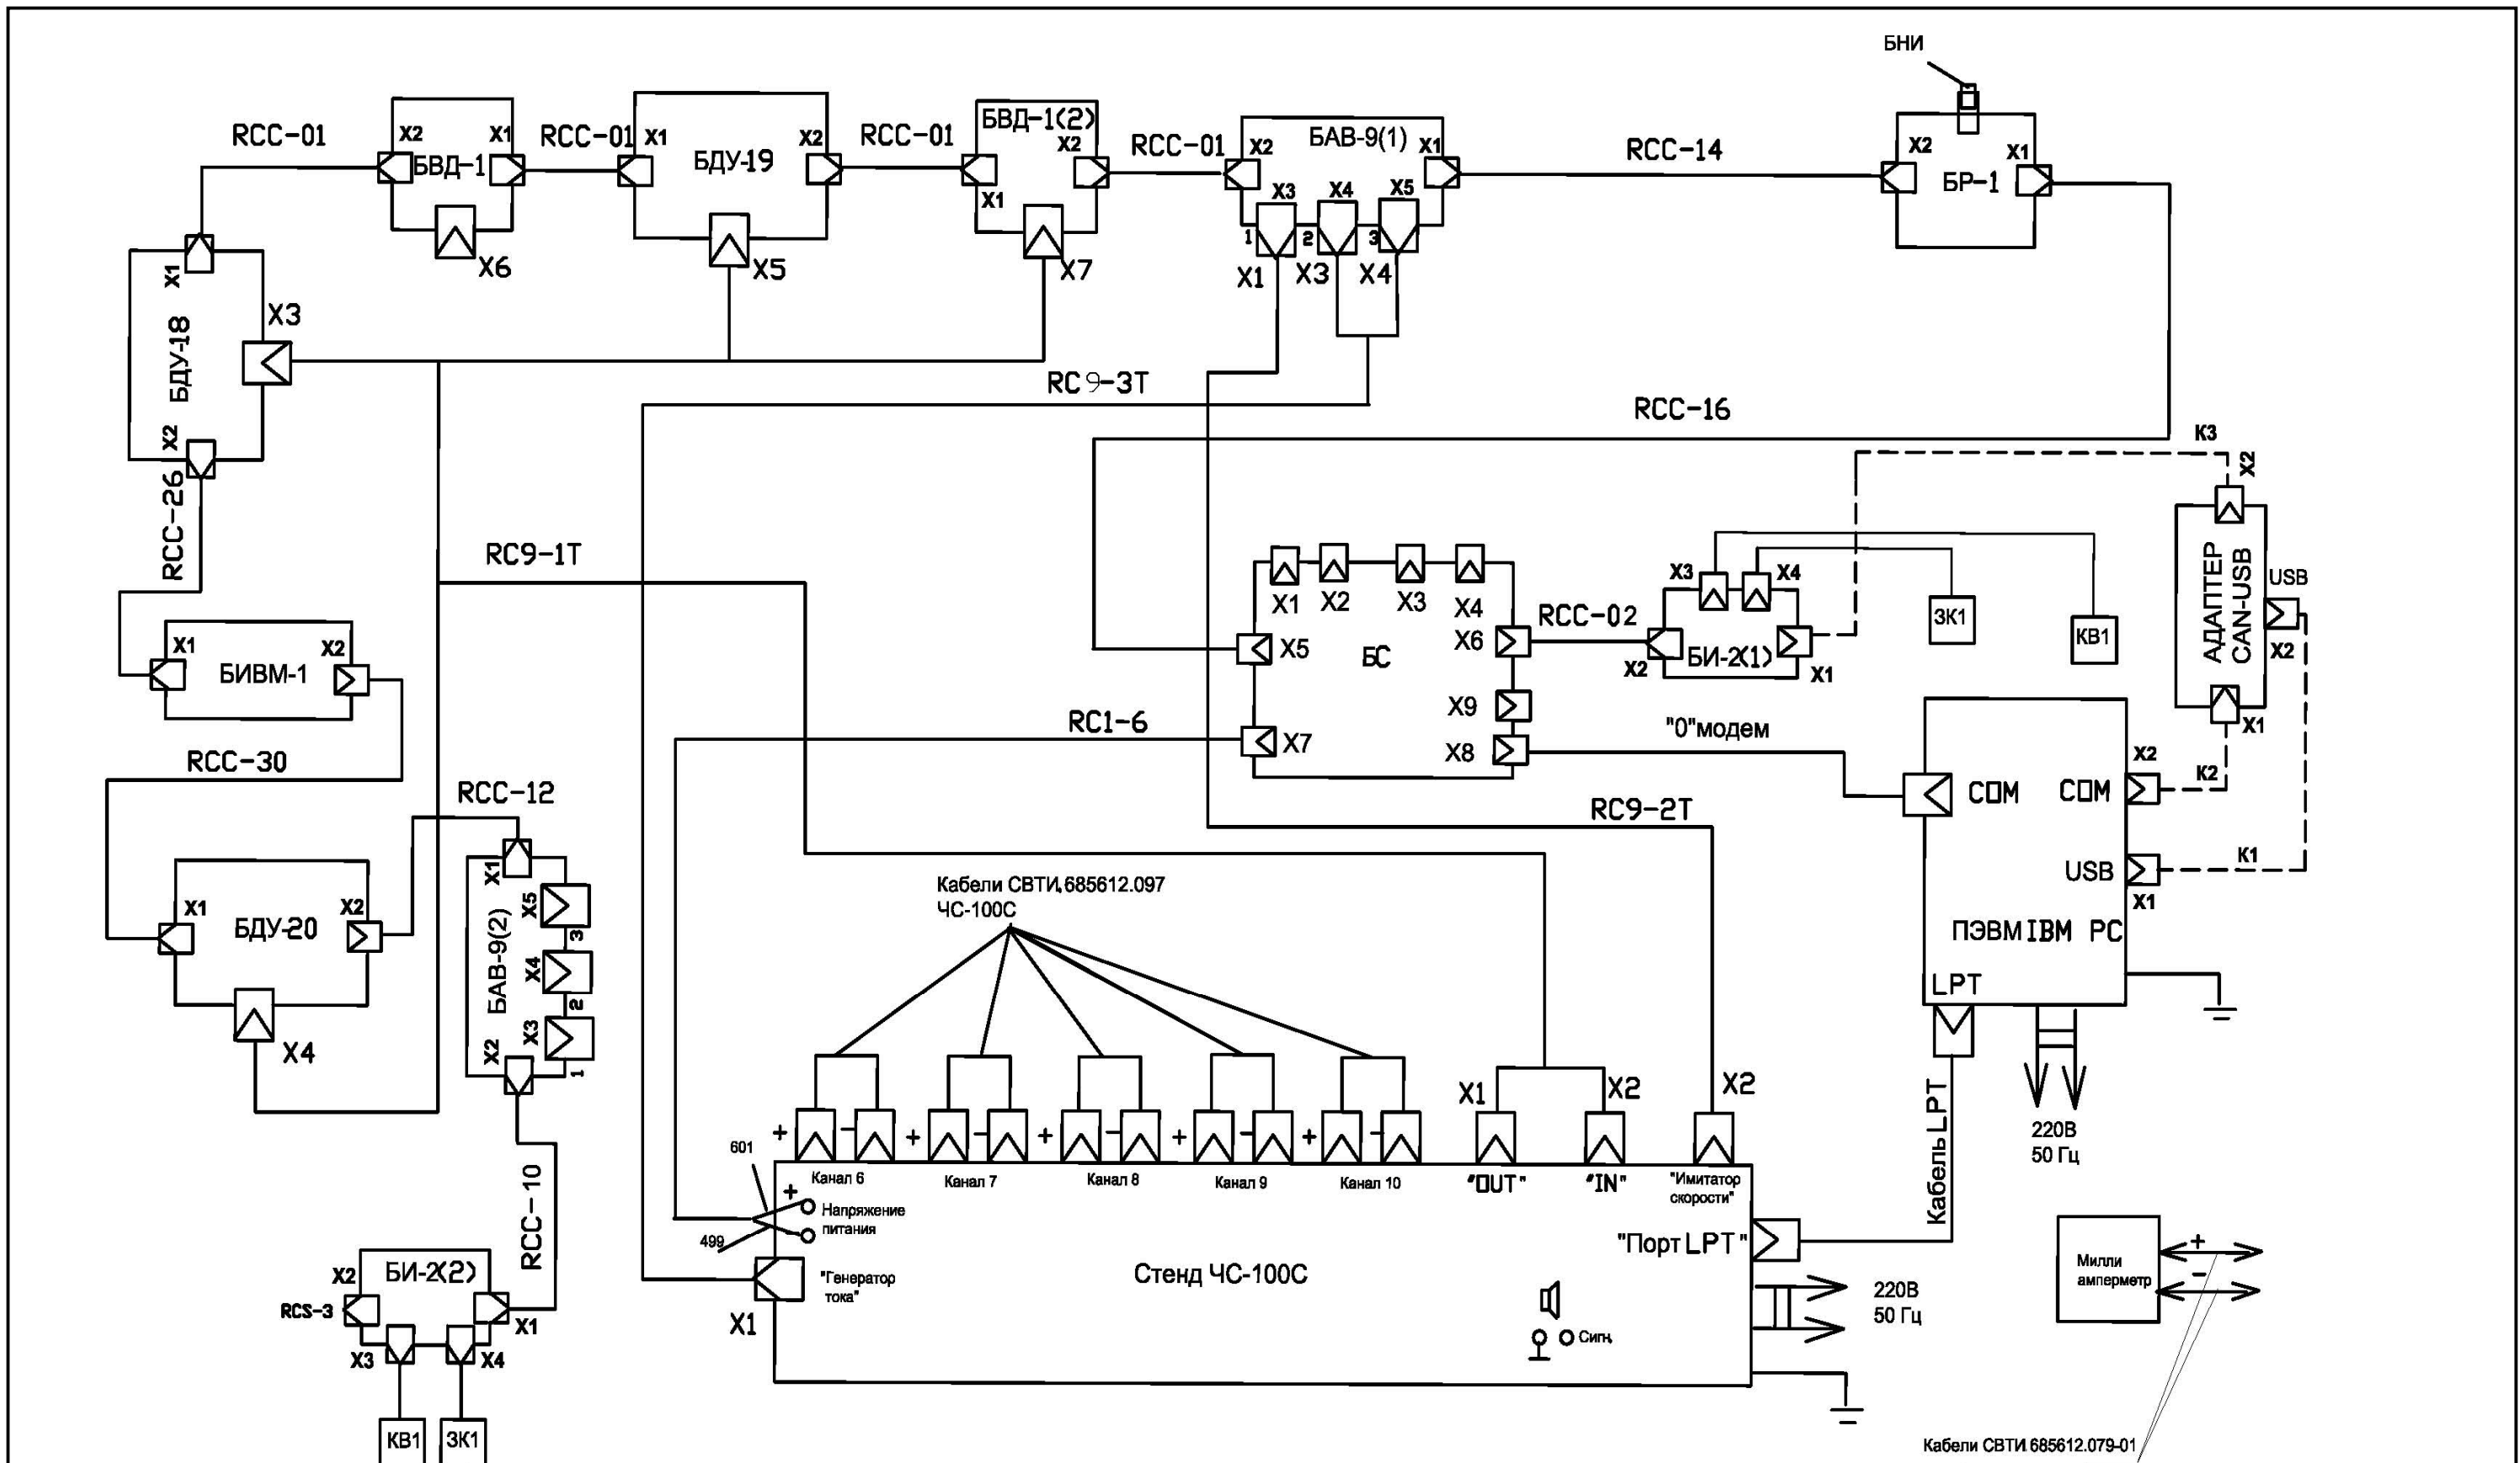 БНИ
RCC-01
X2
X1
БВД-1
X6
RCC-01
X1
X2
БДУ-19
X5
RCC-01
БВД-1(2)
X2
X1
X7
RCC-01
БАВ-9(1)
X2
X1
X3
X4
X5
1
2
3
X1
X3
X4
RCC-14
X2
X1
БР-1
X1
X3
БДУ-18
X2
RC9-3T
RCC-16
К3
X2
RCC-26
RC9-1T
АДАПТЕР
CAN-USB
USB
X2
X1
X1
X2
X3
X4
X5
X6
БС
X9
X7
X8
RCC-02
X3
X4
БИ-2(1)
X2
X1
ЗК1
КВ1
X1
X2
БИВМ-1
RC1-6
"0"модем
RCC-30
RCC-12
RC9-2T
COM
COM
X2
К2
USB
К1
X1
ПЭВМ IBM PC
LPT
X1
X2
БДУ-20
X4
X1
X5
3
X4
2
X3
1
X2
БАВ-9(2)
Кабели СВТИ.685612.097
ЧС-100С
220В
50 Гц
Кабель LPT
X1
X2
X2
+
−
+
−
+
−
+
−
+
−
601
Канал 6
Канал 7
Канал 8
Канал 9
Канал 10
"OUT"
"IN"
"Имитатор
скорости"
+
Напряжение
питания
499
"Порт LPT"
"Генератор
тока"
X1
Стенд ЧС-100С
Сигн.
220В
50 Гц
Милли
амперметр
+
-
RCC-10
БИ-2(2)
X2
RCS-3
X1
X3
X4
КВ1
ЗК1
Кабели СВТИ 685612.079-01